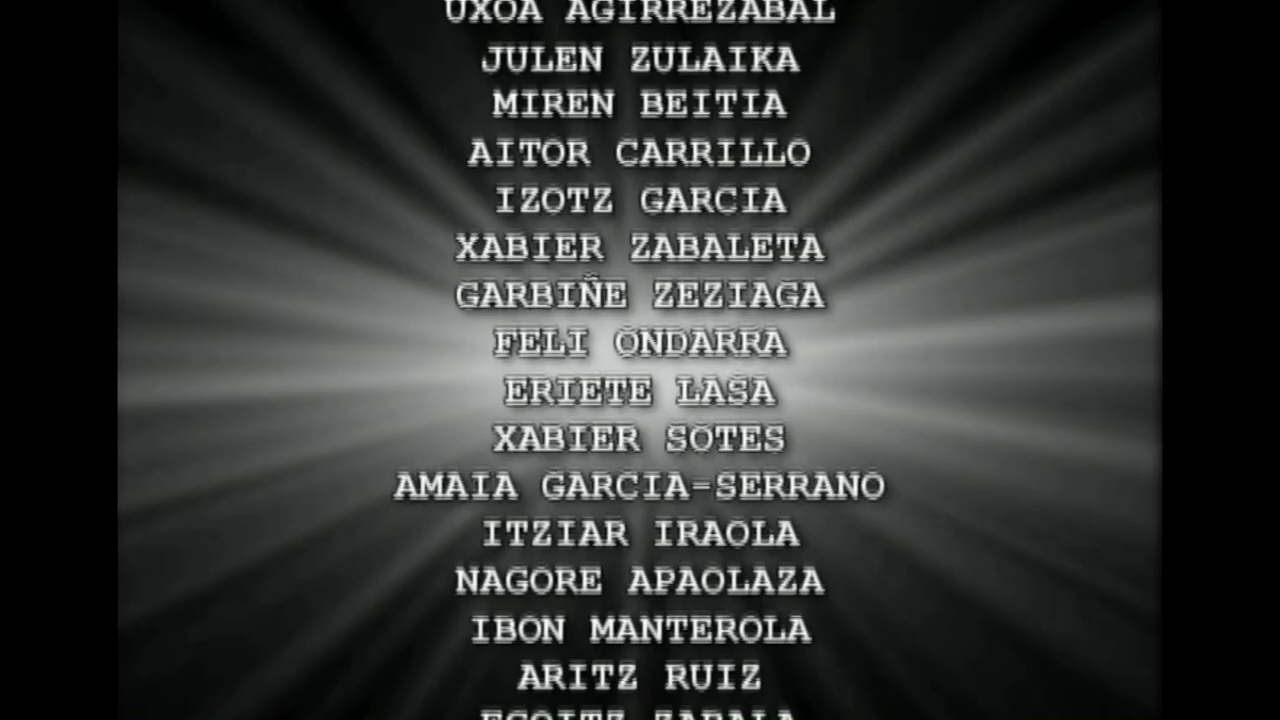 UXOA AGIRREZABAL
JULEN ZULAIKA
MIREN BEITIA
AITOR CARRILLO
IZOTZ GARCIA
XABIER ZABALETA
GARBIÑE ZEZIAGA
FELI ONDARRA
ERIETE LASA
XABIER SOTES
AMAIA GARCIA-SERRANO
ITZIAR IRAOLA
NAGORE APAOLAZA
IBON MANTEROLA
ARITZ RUIZ